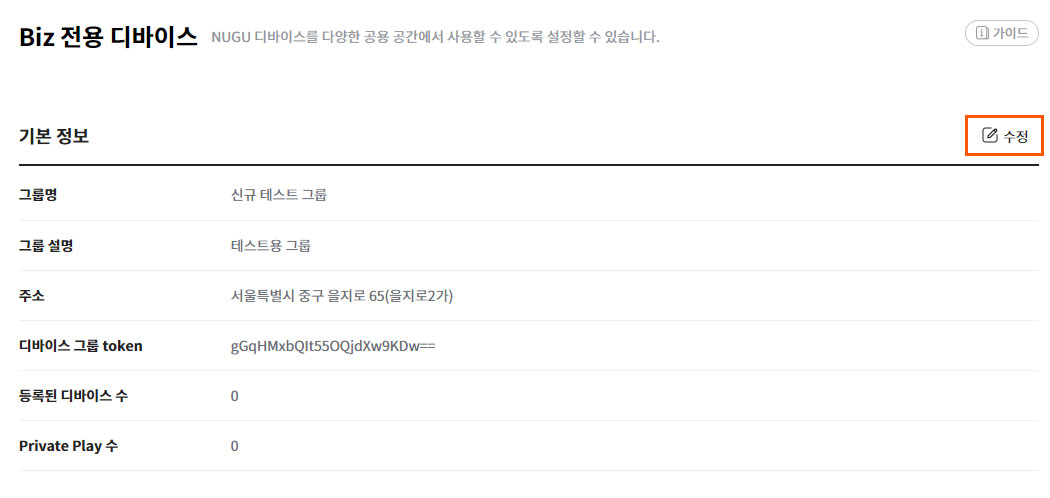 Biz 전용 디바이스 NUGU 디바이스를 다양한 공용 공간에서 사용할 수 있도록 설정할 수 있습니다. 가이드
기본 정보 수정
그룹명 신규 테스트 그룹
그룹 설명 테스트용 그룹
주소 서울특별시 중구 을지로 65(을지로2가)
디바이스 그룹 token gGqHMxbQIt55OQjdXw9KDw==
등록된 디바이스 수 0
Private Play 수 0